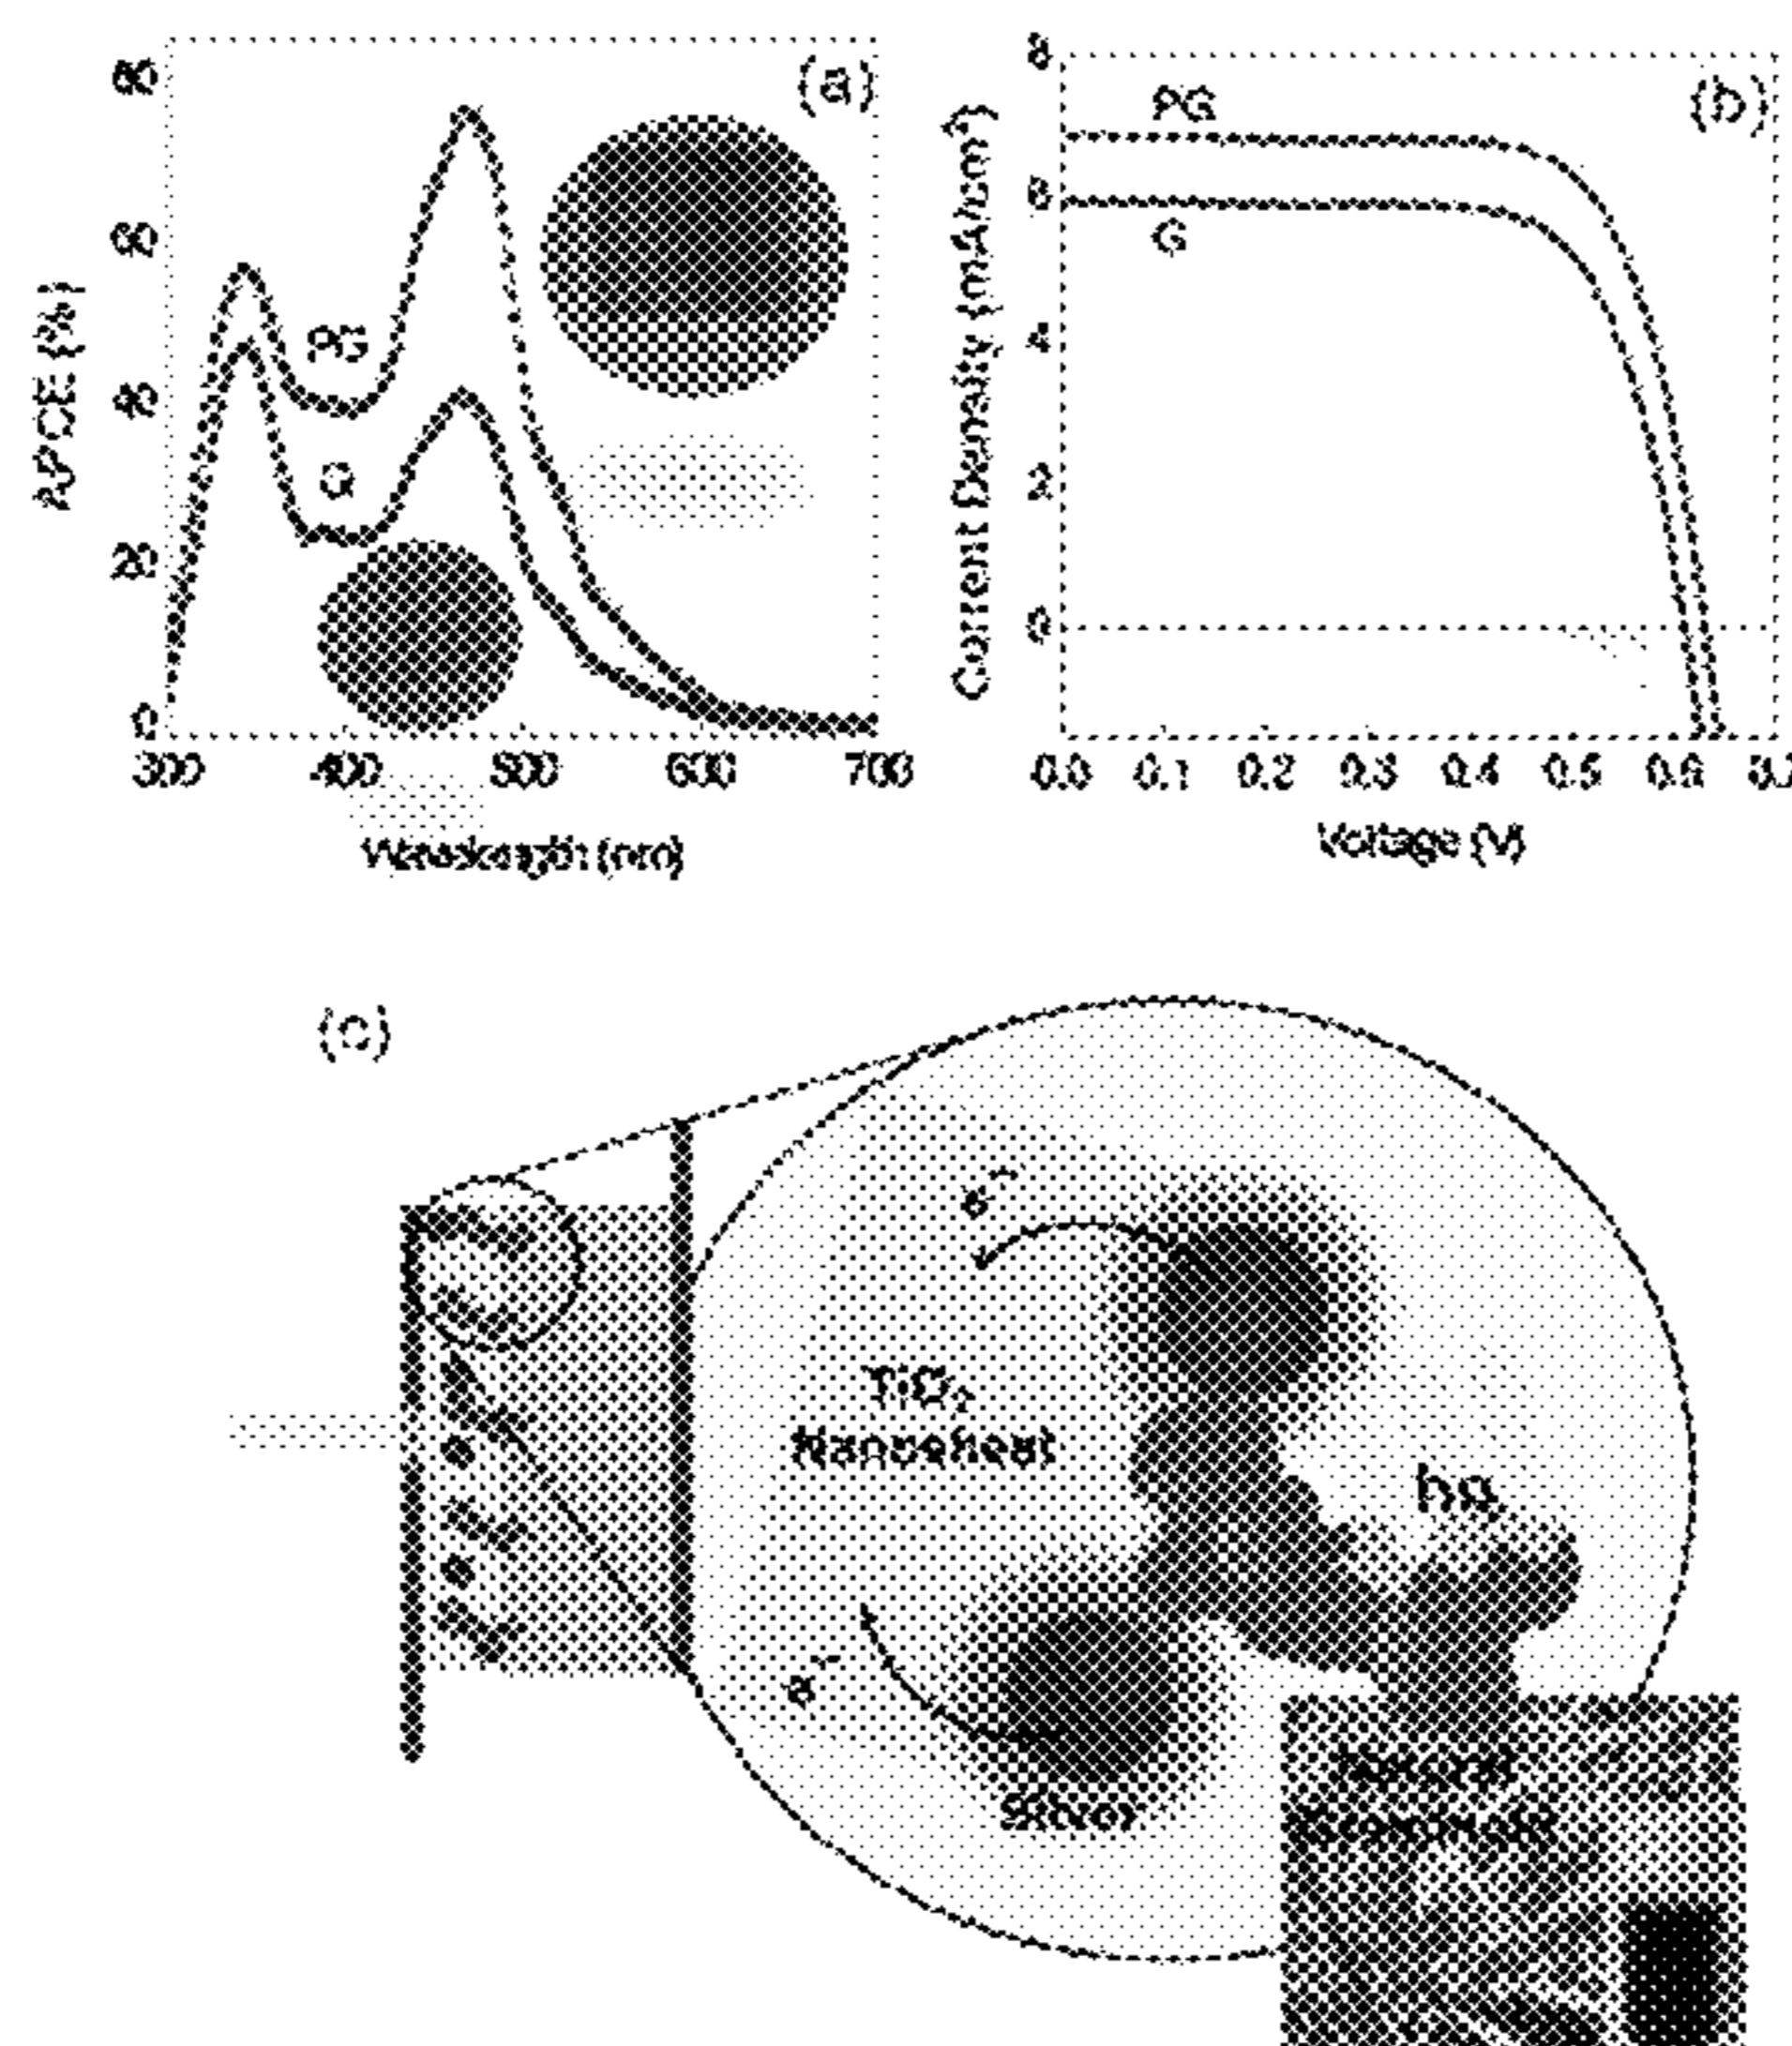 (a)
80
60
40
20
0
APCE (%)
PG
G
300 400 500 600 700
Wavelength (nm)
(b)
8
6
4
2
0
Current Density (mA/cm²)
PG
G
0.0 0.1 0.2 0.3 0.4 0.5 0.6
Voltage (V)
(c)
e⁻
TiO₂
Nanosheet
e⁻
Silver
Natural